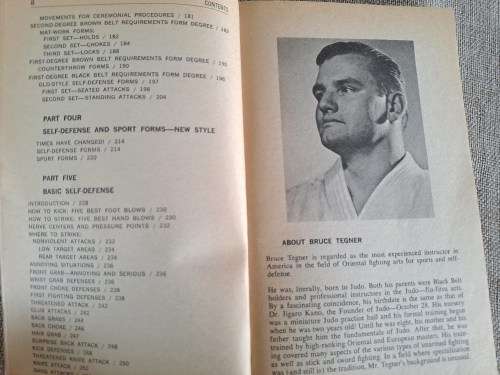 8
CONTENTS
MOVEMENTS FOR CEREMONIAL PROCEDURES / 181
SECOND-DEGREE BROWN BELT REQUIREMENTS FORM DEGREE
MAT-WORK FORMS:
FIRST SET—HOLDS / 182
SECOND SET—CHOKES / 184
THIRD SET—LOCKS / 188
FIRST-DEGREE BROWN BELT REQUIREMENTS FORM DEGREE
COUNTERTHROW FORMS / 190
FIRST-DEGREE BLACK BELT REQUIREMENTS FORM DEGREE
OLD-STYLE SELF-DEFENSE FORMS / 197
FIRST SET—SEATED ATTACKS / 198
SECOND SET—STANDING ATTACKS / 204
PART FOUR
SELF-DEFENSE AND SPORT FORMS—NEW STYLE
TIMES HAVE CHANGED! / 214
SELF-DEFENSE FORMS / 214
SPORT FORMS / 220
PART FIVE
BASIC SELF-DEFENSE
INTRODUCTION / 228
HOW TO KICK: FIVE BEST FOOT BLOWS / 230
HOW TO STRIKE: FIVE BEST HAND BLOWS / 230
NERVE CENTERS AND PRESSURE POINTS / 232
WHERE TO STRIKE:
NONVIOLENT ATTACKS / 232
LOW TARGET AREAS / 234
REAR TARGET AREAS / 234
ANNOYING SITUATIONS / 236
FRONT GRAB—ANNOYING AND SERIOUS / 236
WRIST GRAB DEFENSES / 236
FRONT CHOKE DEFENSES / 238
FIRST FIGHTING DEFENSES / 238
THREATENED ATTACK / 242
CLUB ATTACKS
BACK GRABS
BACK CHOKE / 246
HAIR GRAB / 247
SURPRISE BACK ATTACK
KICK DEFENSES
THREATENED KNIFE ATTACK
KNIFE ATTACKS / 250
ABOUT BRUCE TEGNER
Bruce Tegner is regarded as the most experienced instructor in
America in the field of Oriental fighting arts for sports and self-
defense.
He was, literally, born to Judo. Both his parents were Black Belt
holders and professional instructors in the Judo—
By a fascinating coincidence, his birthdate is the same as that of
Dr. Jigaro Kano, the Founder of Judo—October 28. His nursery
was a miniature Judo practice hall and his formal training began
when he was two years old! Until he was eight, his mother and his
father taught him the fundamentals of Judo. After that, he was
trained by high-ranking Oriental and European masters. His train-
ing covered many aspects of the various types of unarmed fighting
as well as stick and sword fighting. In a field where specialization
was (and still is) the tradition, Mr. Tegner's background is unusual